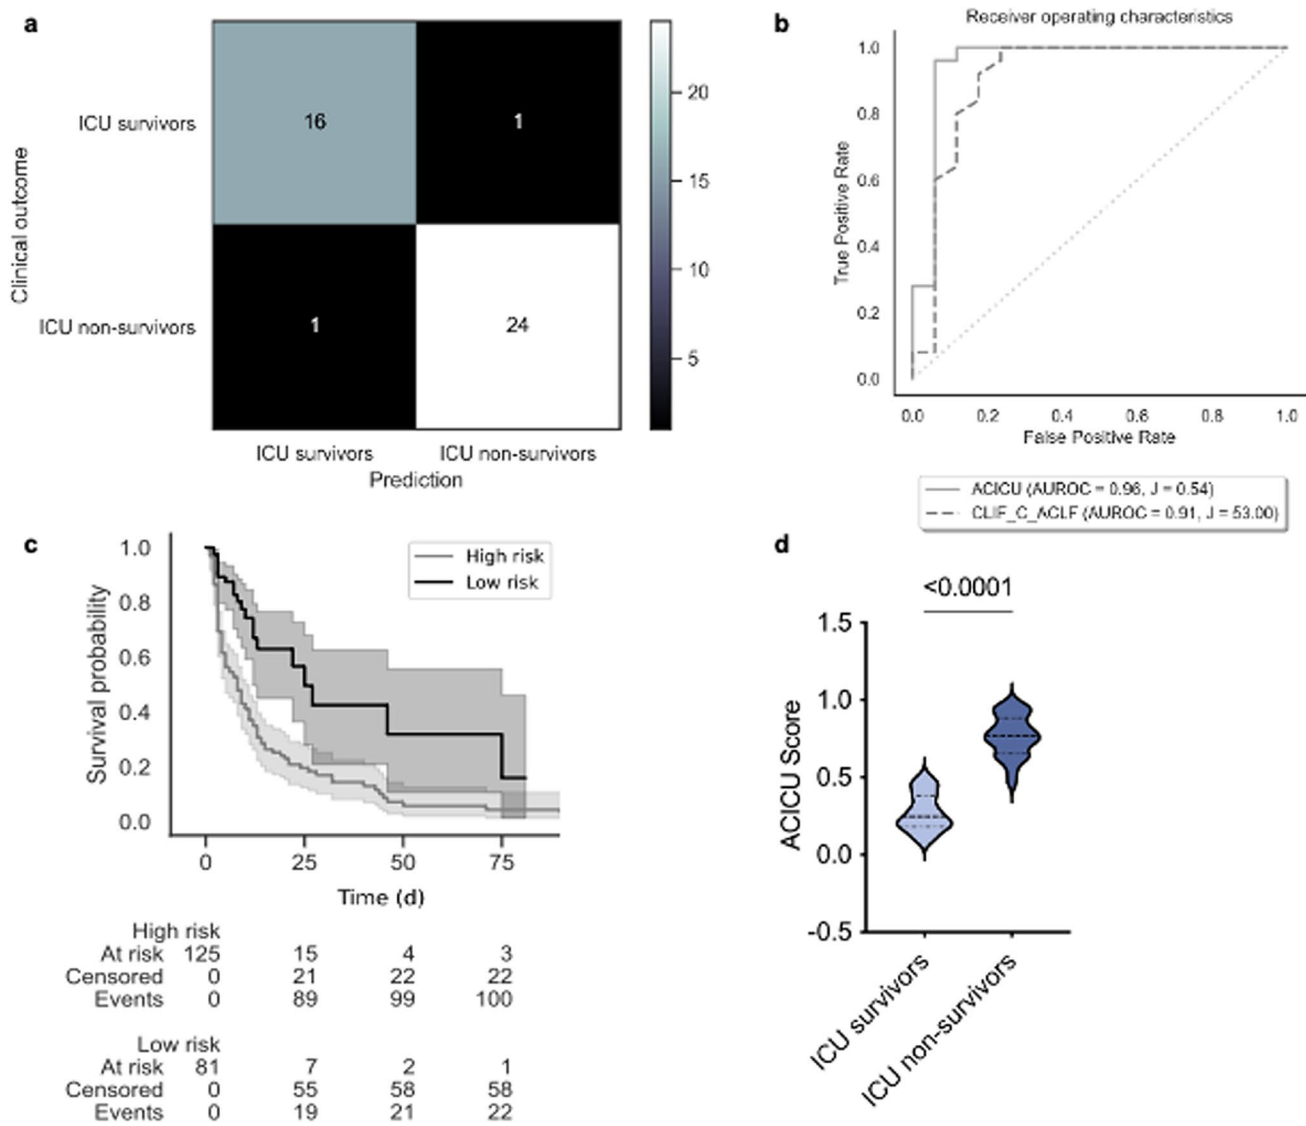 a
Clinical outcome
ICU survivors
ICU non-survivors
16
1
1
24
ICU survivors
ICU non-survivors
Prediction
20
15
10
5
b
Receiver operating characteristics
True Positive Rate
1.0
0.8
0.6
0.4
0.2
0.0
0.0 0.2 0.4 0.6 0.8 1.0
False Positive Rate
ACICU (AUROC = 0.96, J = 0.54)
CLIF_C_ACLF (AUROC = 0.91, J = 53.00)
c
Survival probability
1.0
0.8
0.6
0.4
0.2
0.0
High risk
Low risk
0 25 50 75
Time (d)
High risk
At risk 125 15 4 3
Censored 0 21 22 22
Events 0 89 99 100
Low risk
At risk 81 7 2 1
Censored 0 55 58 58
Events 0 19 21 22
d
<0.0001
ACICU Score
1.5
1.0
0.5
0.0
-0.5
ICU survivors
ICU non-survivors